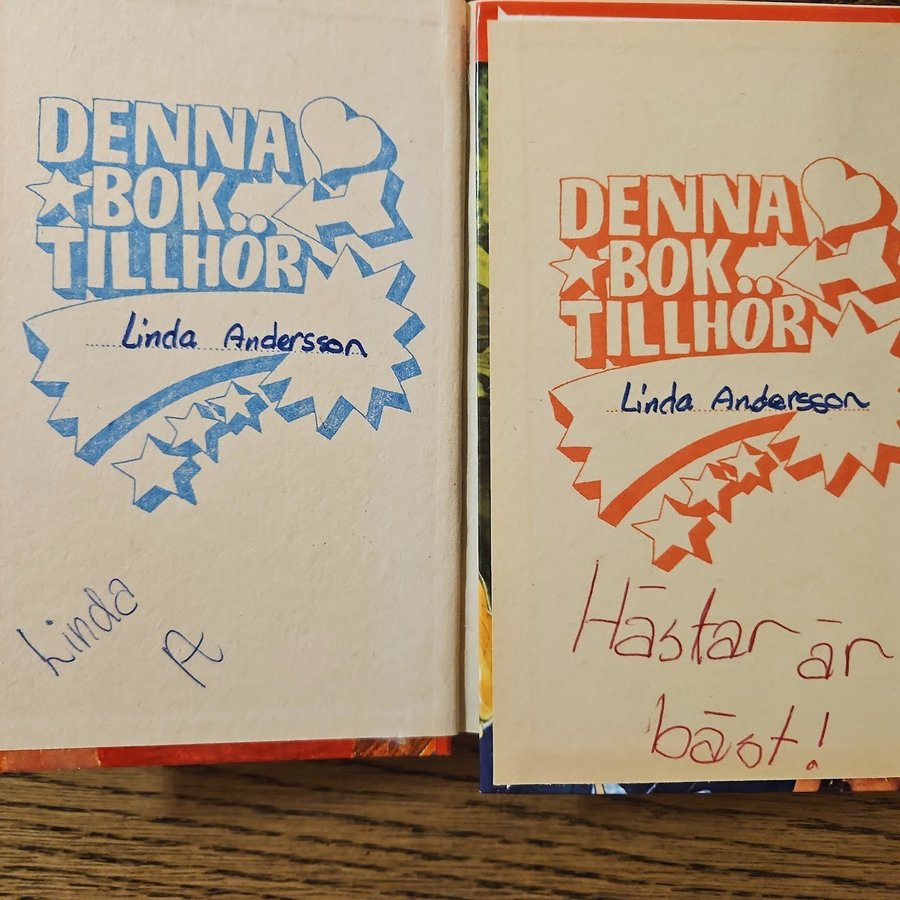 DENNA
BOK..
TILLHÖR
Linda Andersson
Linda
A
DENNA
BOK..
TILLHÖR
Linda Andersson
Hästar är
bäst!